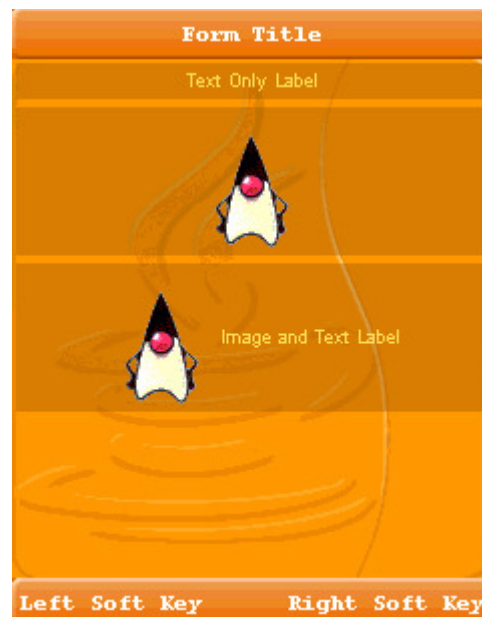 Form Title
Text Only Label
Image and Text Label
Left Soft Key Right Soft Key